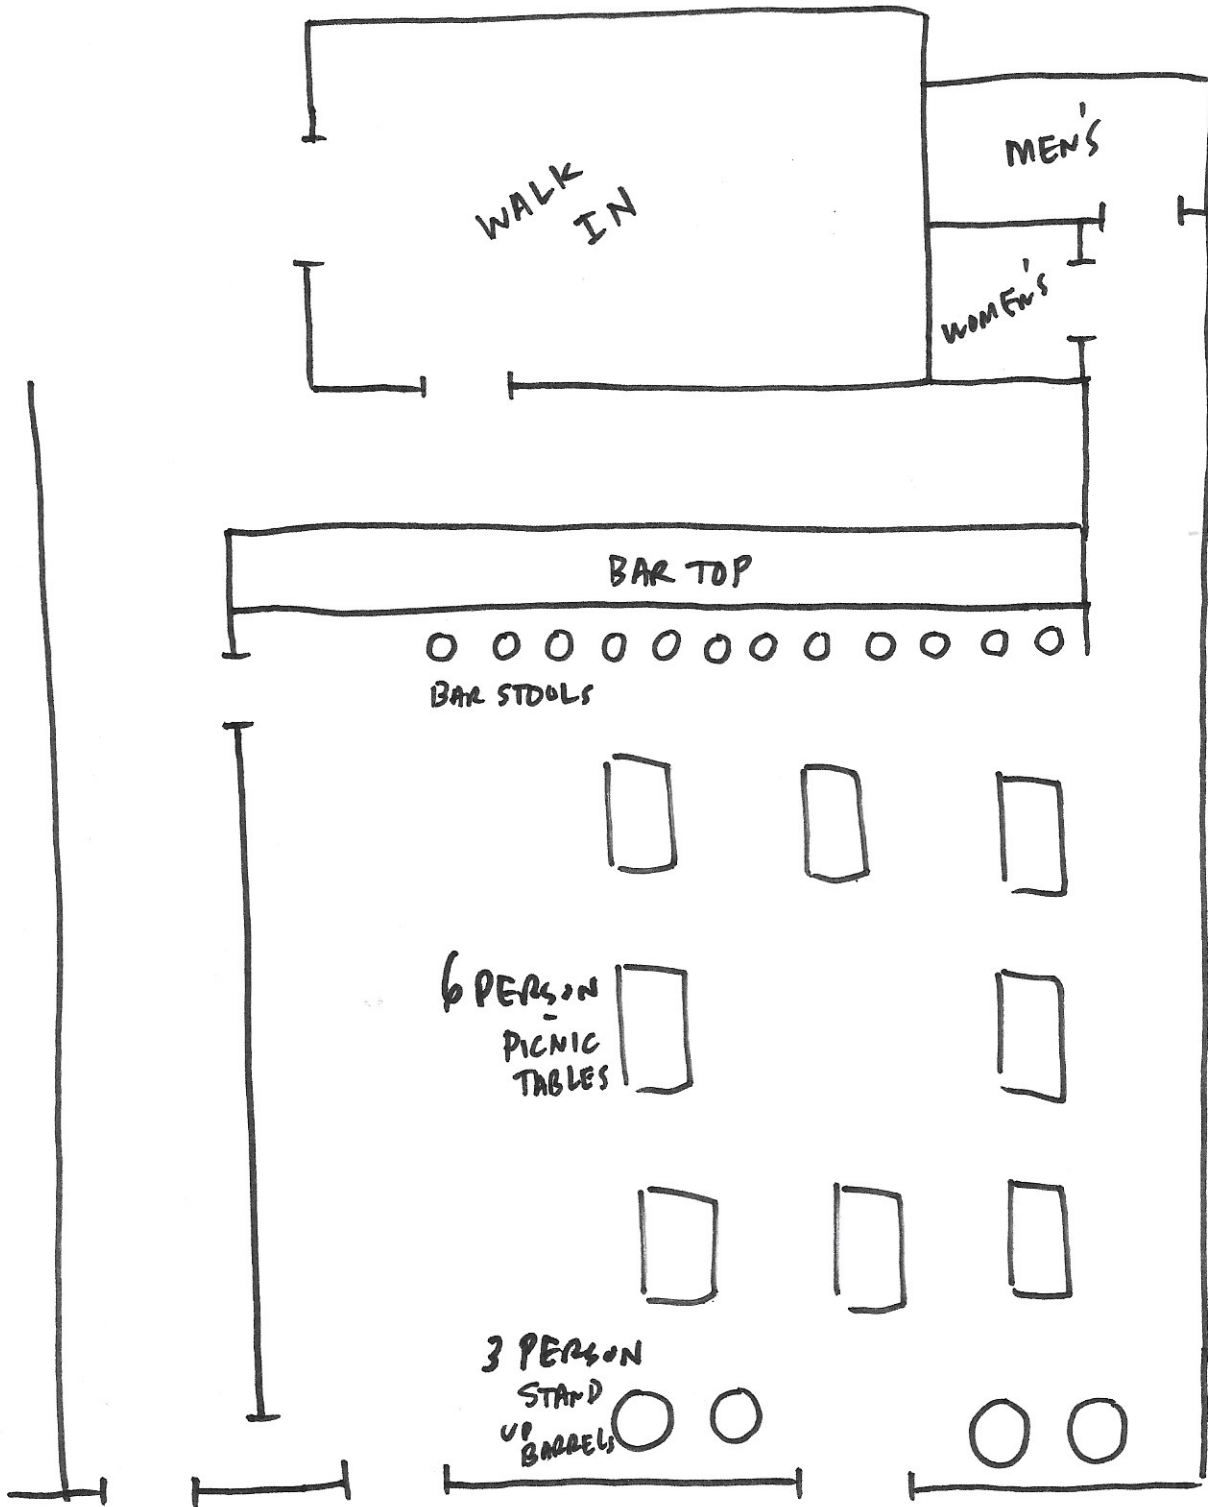 MEN'S
WALK
IN
WOMEN'S
BAR TOP
BAR STOOLS
6 PERSON
-
PICNIC
TABLES
3 PERSON
STAND
UP
BARRELS